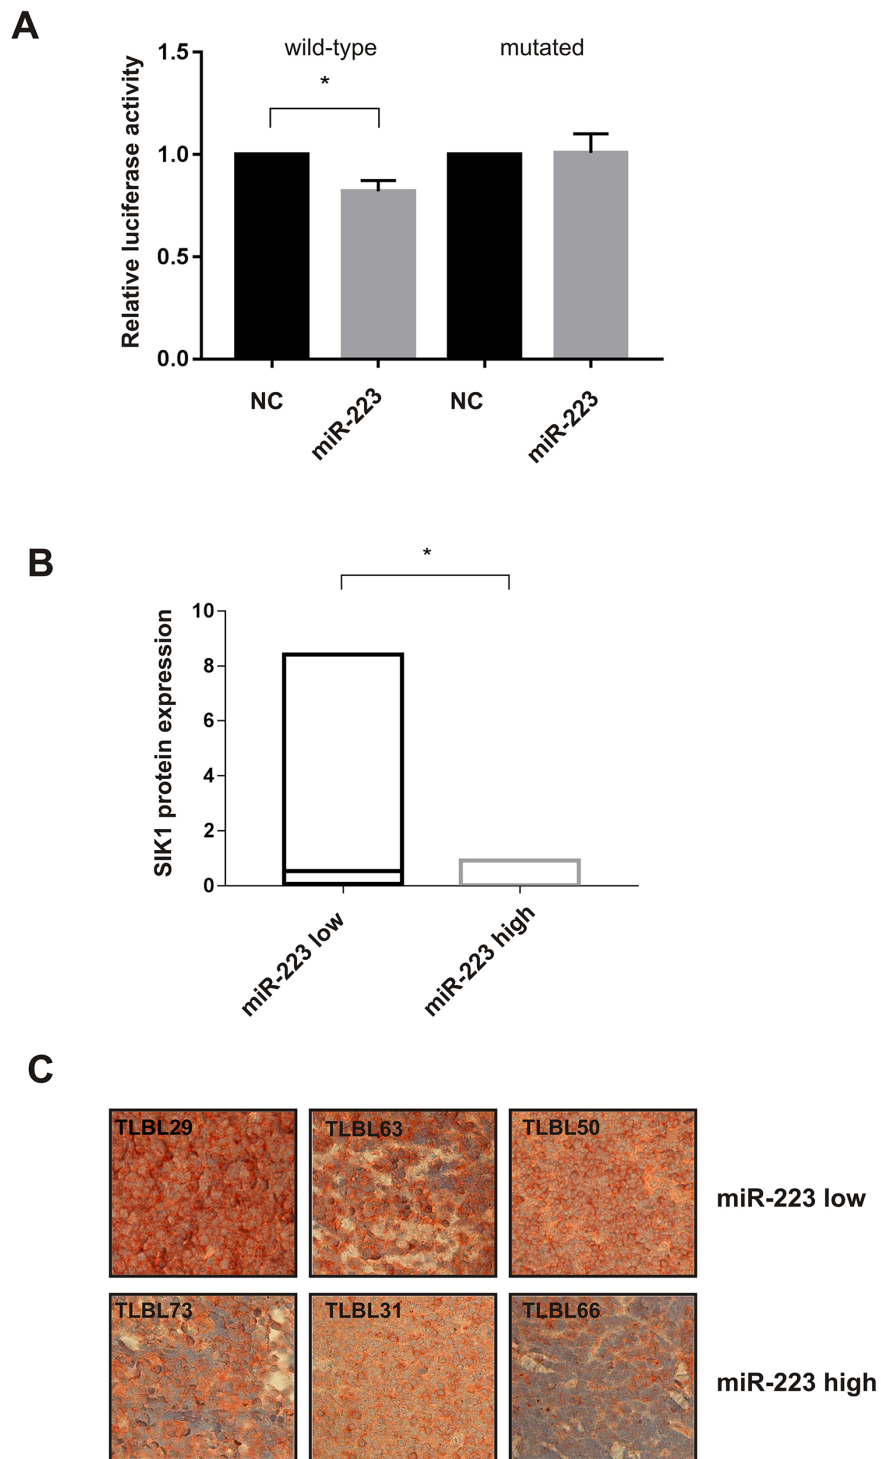 A
wild-type
mutated
*
Relative luciferase activity
1.5
1.0
0.5
0.0
NC
miR-223
NC
miR-223
B
*
SIK1 protein expression
10
8
6
4
2
0
miR-223 low
miR-223 high
C
TLBL29
TLBL63
TLBL50
miR-223 low
TLBL73
TLBL31
TLBL66
miR-223 high